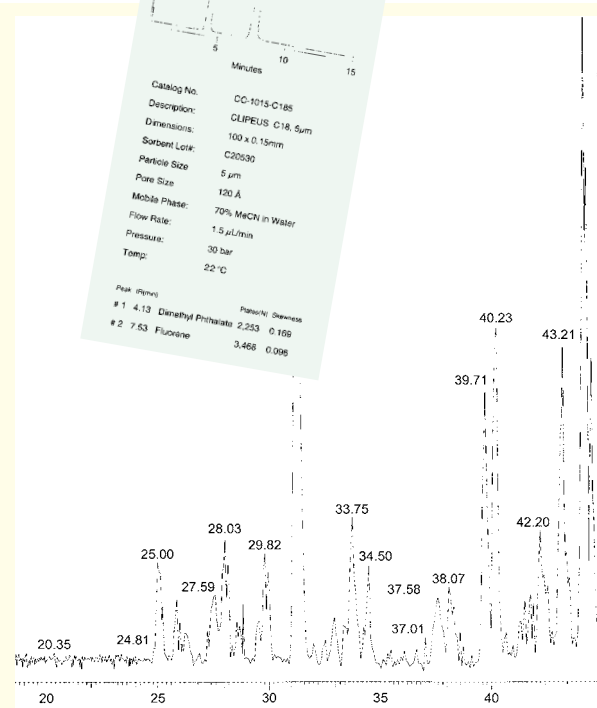 5 10 15
Minutes
Catalog No. CC-1015-C185
Description: CLIPEUS C18, 5µm
Dimensions: 100 x 0.15mm
Sorbent Lot#: C20530
Particle Size 5 µm
Pore Size 120 Å
Mobile Phase: 70% MeCN in Water
Flow Rate: 1.5 µL/min
Pressure: 30 bar
Temp: 22 °C
Peak tR(min) Plates(N) Skewness
# 1 4.13 Dimethyl Phthalate 2,253 0.169
# 2 7.53 Fluorene 3,468
40.23
43.21
39.71
33.75
42.20
28.03
29.82
25.00
34.50
27.59
37.58
38.07
37.01
24.81
20.35
20 25 30 35 40